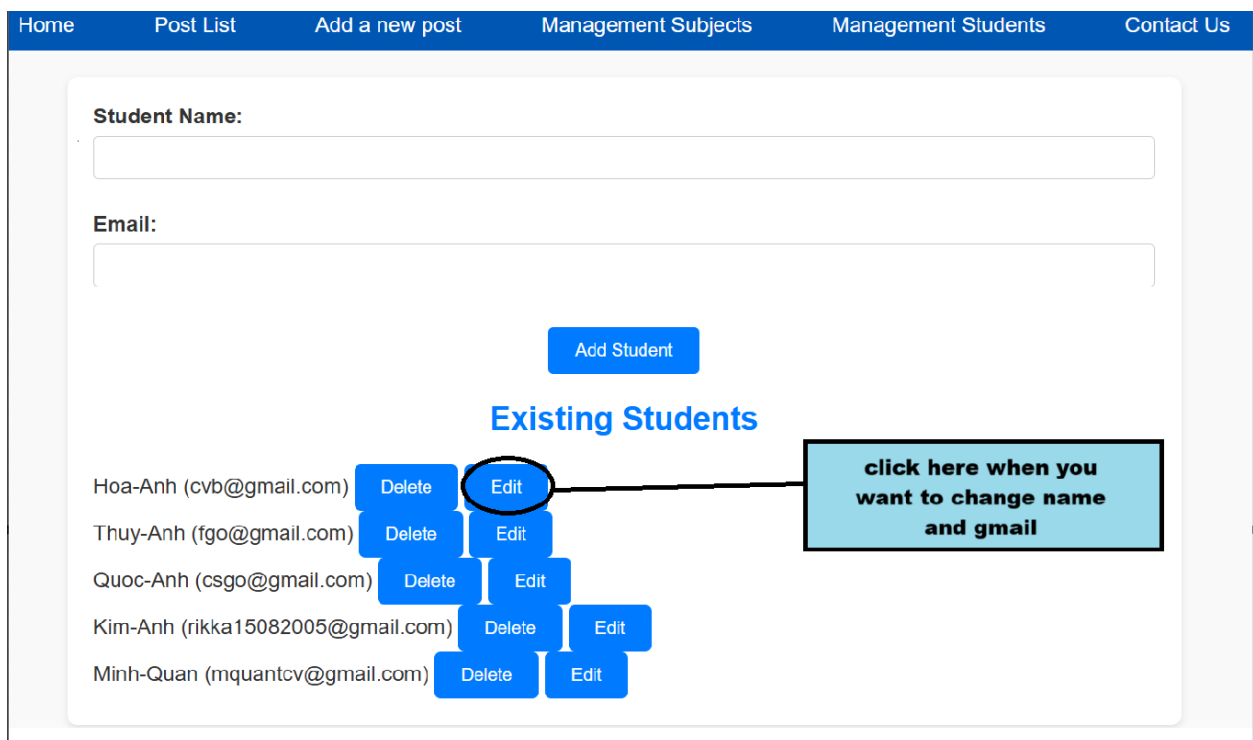 Home Post List Add a new post Management Subjects Management Students Contact Us
Student Name:
Email:
Add Student
Existing Students
Hoa-Anh (cvb@gmail.com) Delete Edit
click here when you
want to change name
and gmail
Thuy-Anh (fgo@gmail.com) Delete Edit
Quoc-Anh (csgo@gmail.com) Delete Edit
Kim-Anh (rikka15082005@gmail.com) Delete Edit
Minh-Quan (mquantcv@gmail.com) Delete Edit